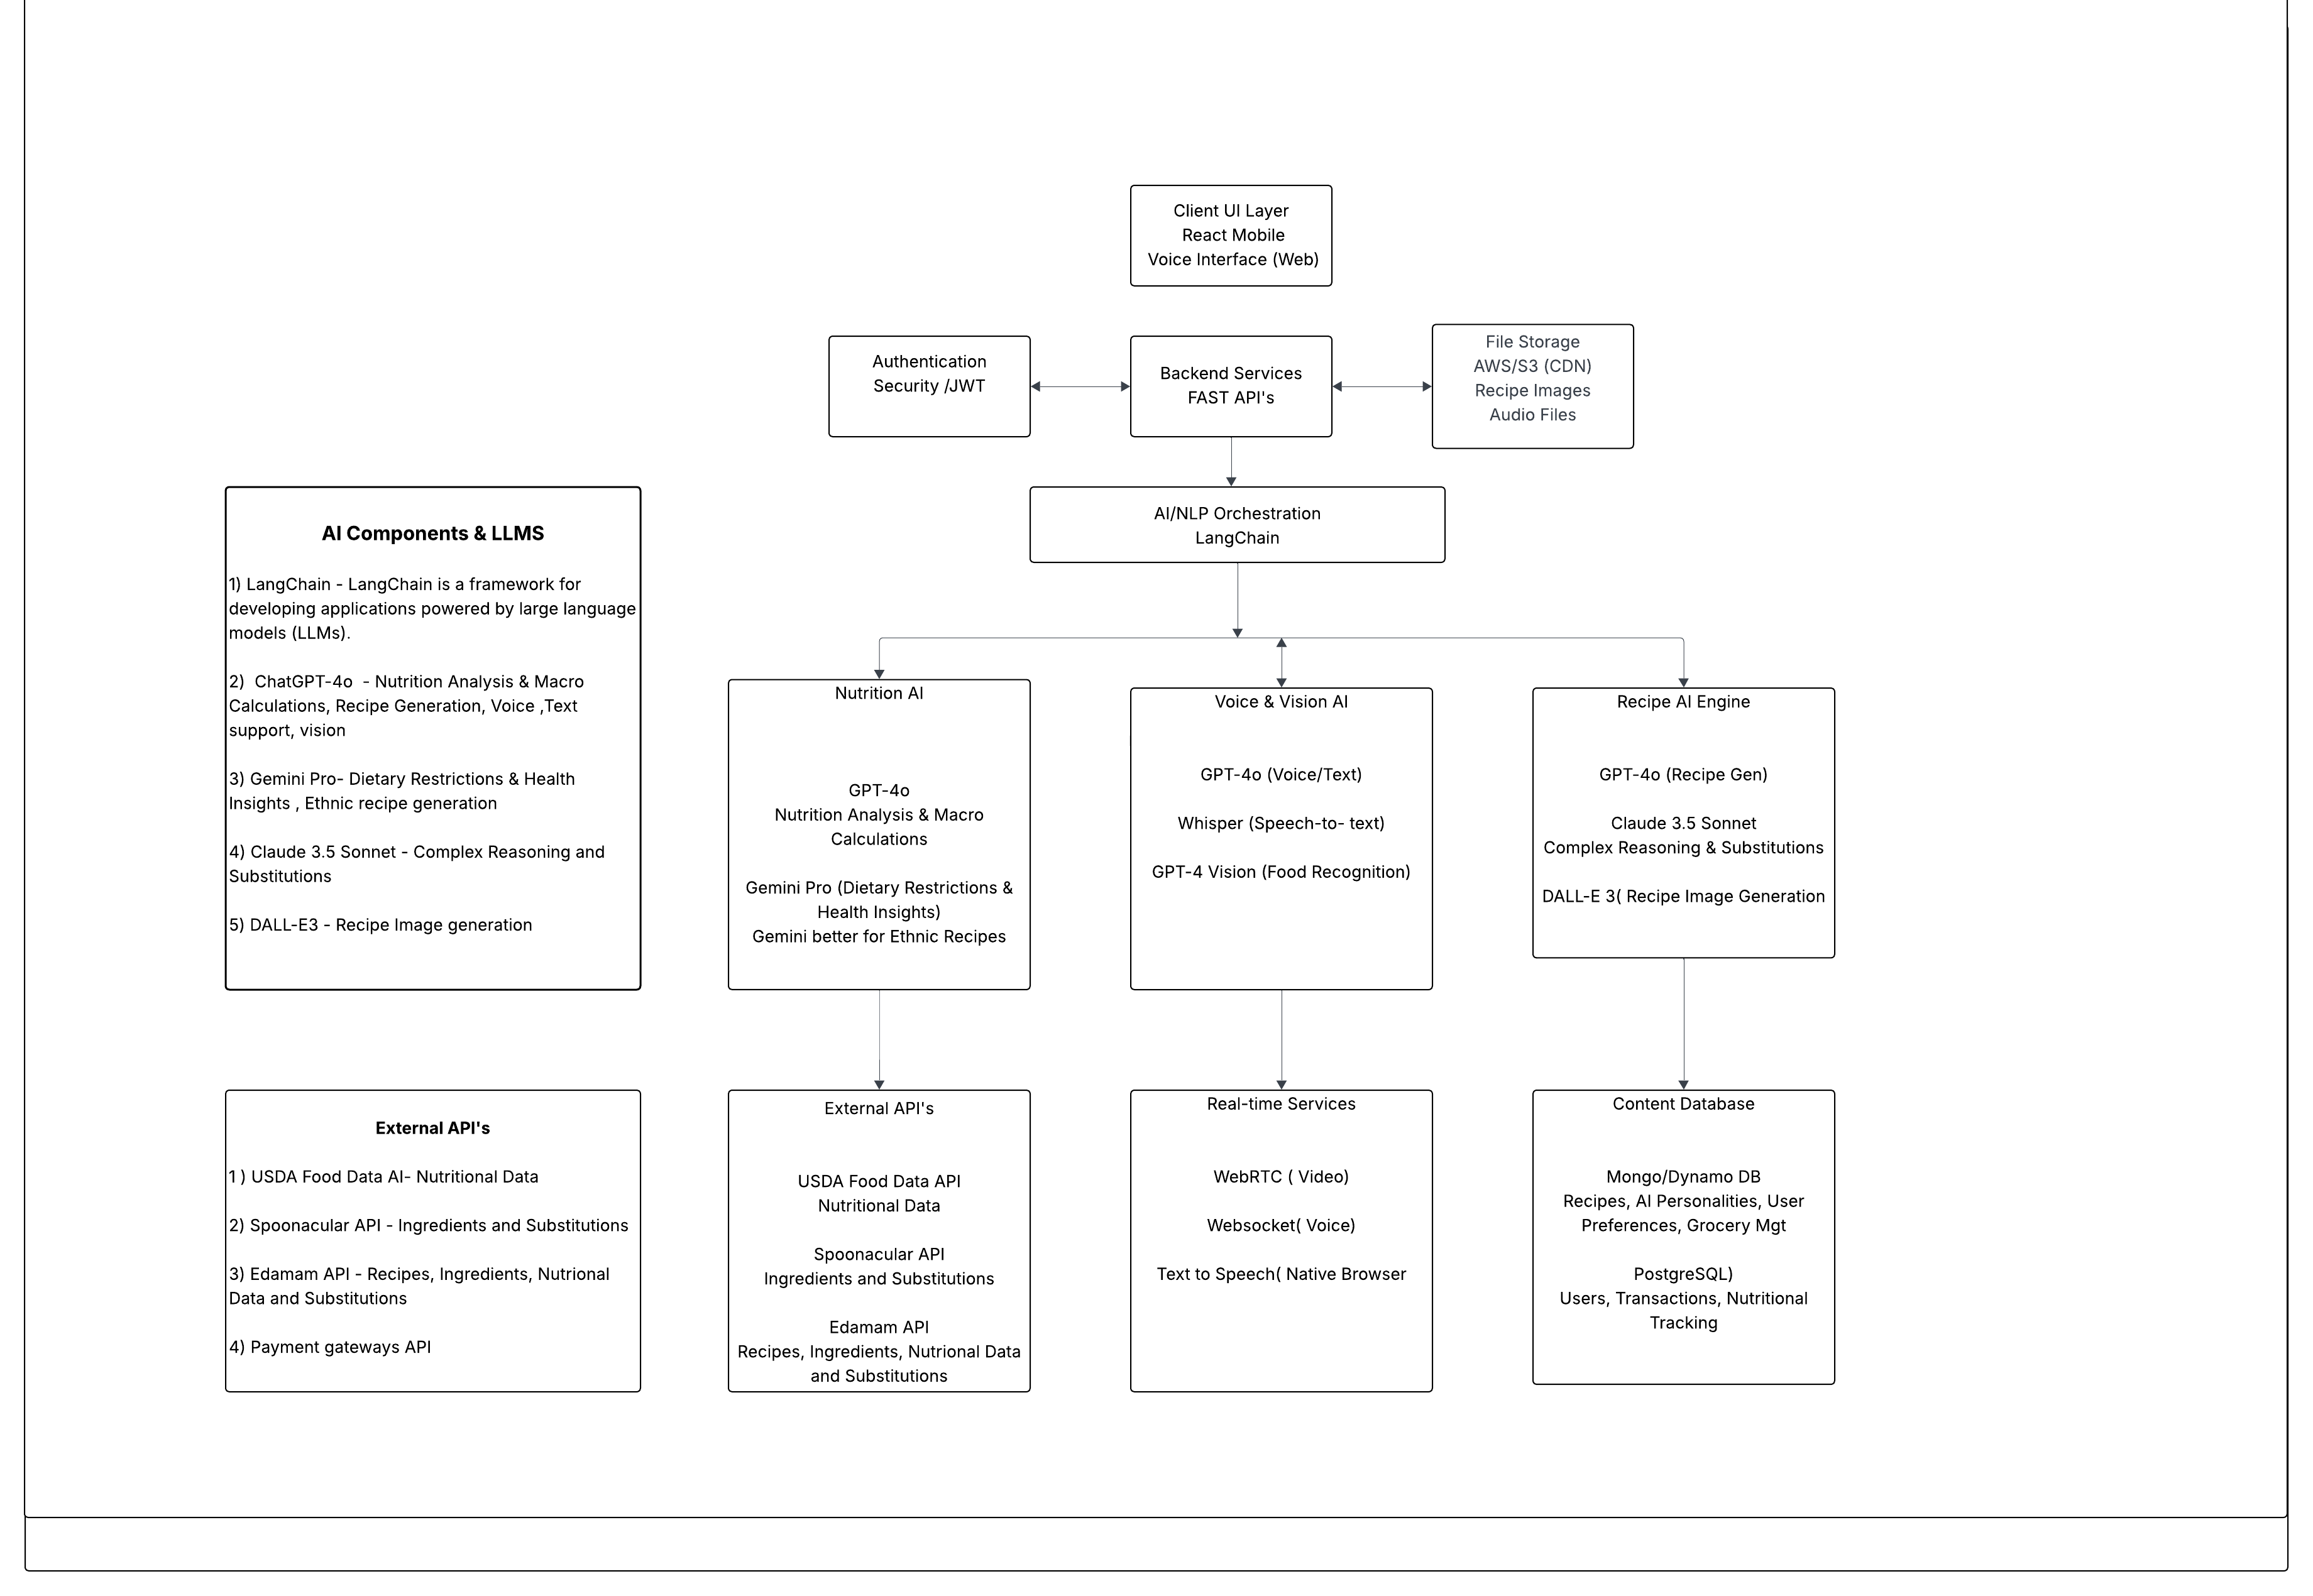 Client UI Layer
React Mobile
Voice Interface (Web)
Authentication
Security /JWT
Backend Services
FAST API's
File Storage
AWS/S3 (CDN)
Recipe Images
Audio Files
AI/NLP Orchestration
LangChain
AI Components & LLMS
1) LangChain - LangChain is a framework for
developing applications powered by large language
models (LLMs).
2)  ChatGPT-4o  - Nutrition Analysis & Macro
Calculations, Recipe Generation, Voice ,Text
support, vision
3) Gemini Pro- Dietary Restrictions & Health
Insights , Ethnic recipe generation
4) Claude 3.5 Sonnet - Complex Reasoning and
Substitutions
5) DALL-E3 - Recipe Image generation
Nutrition AI
GPT-4o
Nutrition Analysis & Macro
Calculations
Gemini Pro (Dietary Restrictions &
Health Insights)
Gemini better for Ethnic Recipes
Voice & Vision AI
GPT-4o (Voice/Text)
Whisper (Speech-to- text)
GPT-4 Vision (Food Recognition)
Recipe AI Engine
GPT-4o (Recipe Gen)
Claude 3.5 Sonnet
Complex Reasoning & Substitutions
DALL-E 3( Recipe Image Generation
External API's
1 ) USDA Food Data AI- Nutritional Data
2) Spoonacular API - Ingredients and Substitutions
3) Edamam API - Recipes, Ingredients, Nutrional
Data and Substitutions
4) Payment gateways API
External API's
USDA Food Data API
Nutritional Data
Spoonacular API
Ingredients and Substitutions
Edamam API
Recipes, Ingredients, Nutrional Data
and Substitutions
Real-time Services
WebRTC ( Video)
Websocket( Voice)
Text to Speech( Native Browser
Content Database
Mongo/Dynamo DB
Recipes, AI Personalities, User
Preferences, Grocery Mgt
PostgreSQL)
Users, Transactions, Nutritional
Tracking